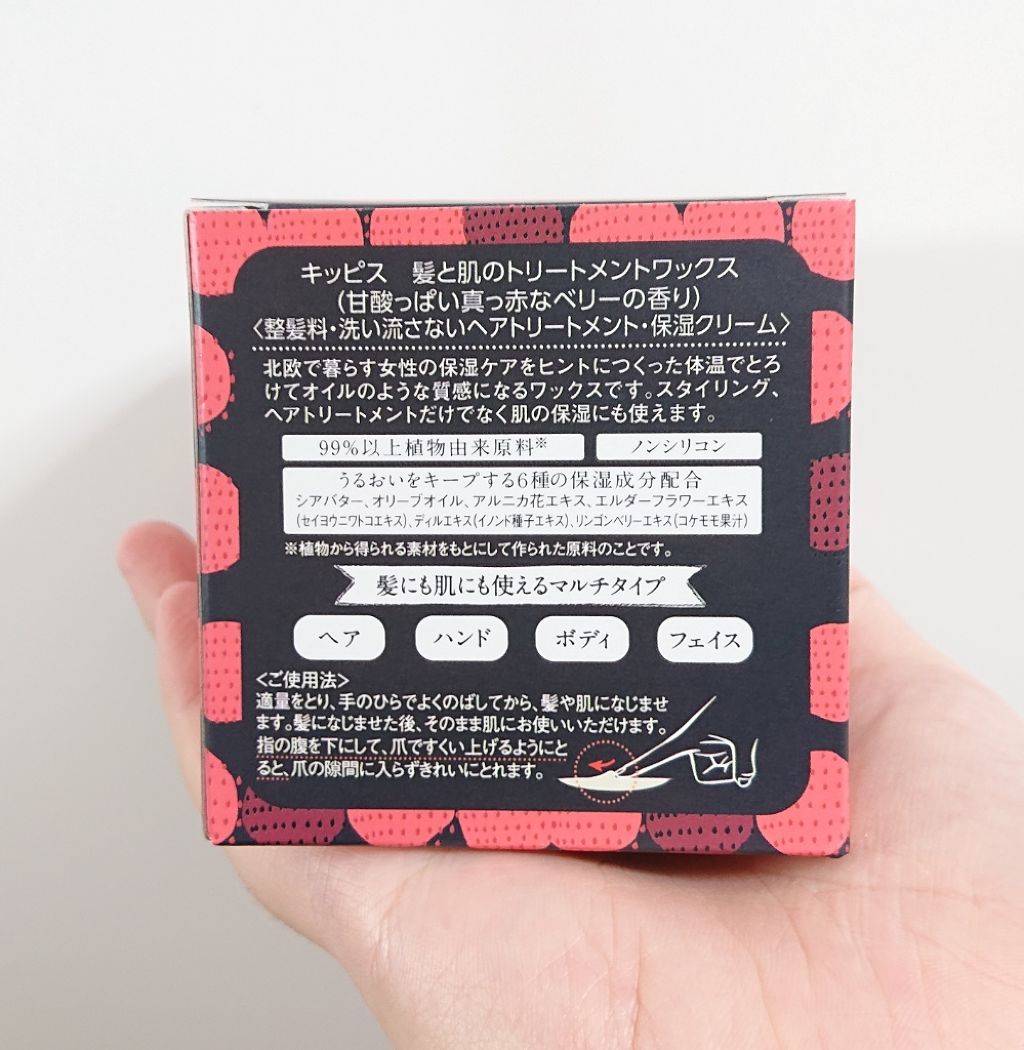 キッピス 髪と肌のトリートメントワックス
(甘酸っぱい真っ赤なベリーの香り)
〈整髪料・洗い流さないヘアトリートメント・保湿クリーム〉
北欧で暮らす女性の保湿ケアをヒントにつくった体温でとろ
けてオイルのような質感になるワックスです。スタイリング、
ヘアトリートメントだけでなく肌の保湿にも使えます。
99%以上植物由来原料※ ノンシリコン
うるおいをキープする6種の保湿成分配合
シアバター、オリーブオイル、アルニカ花エキス、エルダーフラワーエキス
(セイヨウニワトコエキス)、ディルエキス(イノンド種子エキス)、リンゴンベリーエキス(コケモモ果汁)
※植物から得られる素材をもとにして作られた原料のことです。
髪にも肌にも使えるマルチタイプ
ヘア ハンド ボディ フェイス
<ご使用法>
適量をとり、手のひらでよくのばしてから、髪や肌になじませ
ます。髪になじませた後、そのまま肌にお使いいただけます。
指の腹を下にして、爪ですくい上げるようにと
ると、爪の隙間に入らずきれいにとれます。